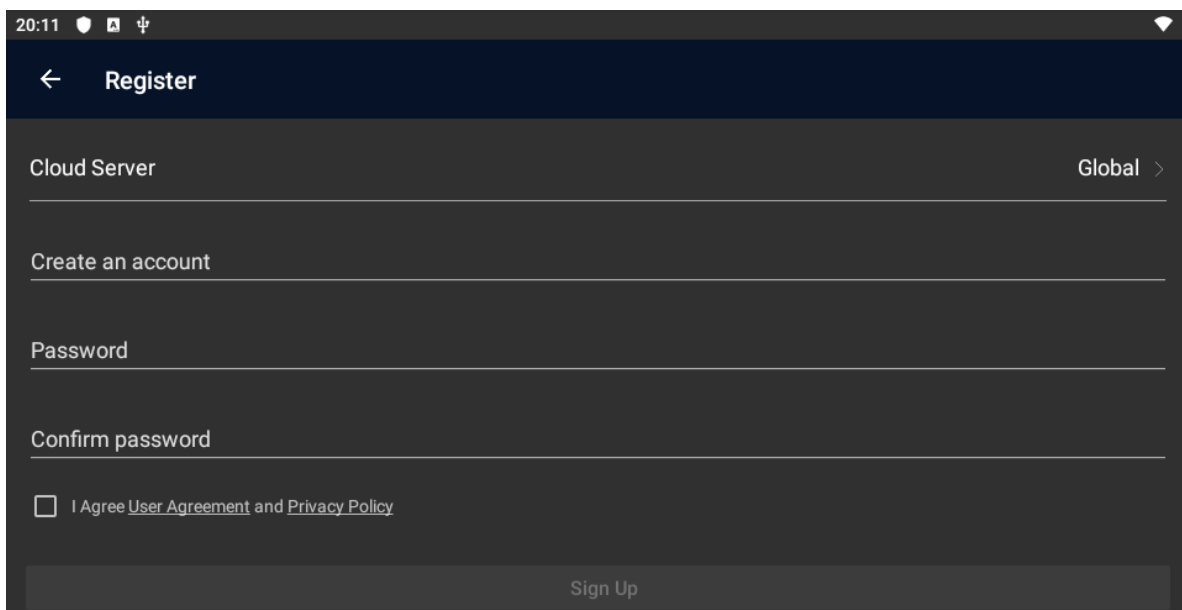 20:11
Register
Cloud Server Global
Create an account
Password
Confirm password
I Agree User Agreement and Privacy Policy
Sign Up